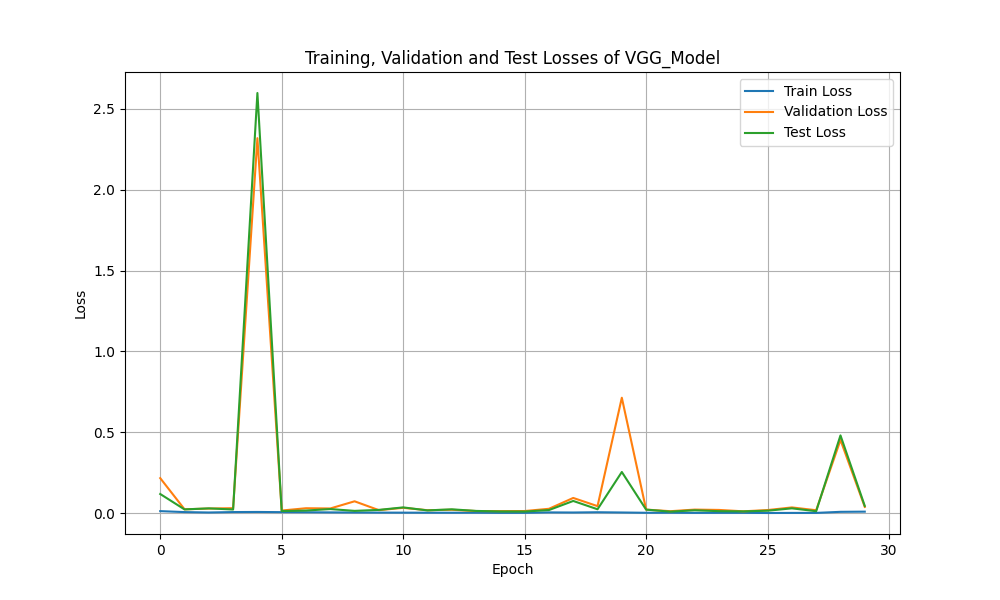 Training, Validation and Test Losses of VGG_Model
Train Loss
Validation Loss
Test Loss
Loss
2.5
2.0
1.5
1.0
0.5
0.0
0 5 10 15 20 25 30
Epoch